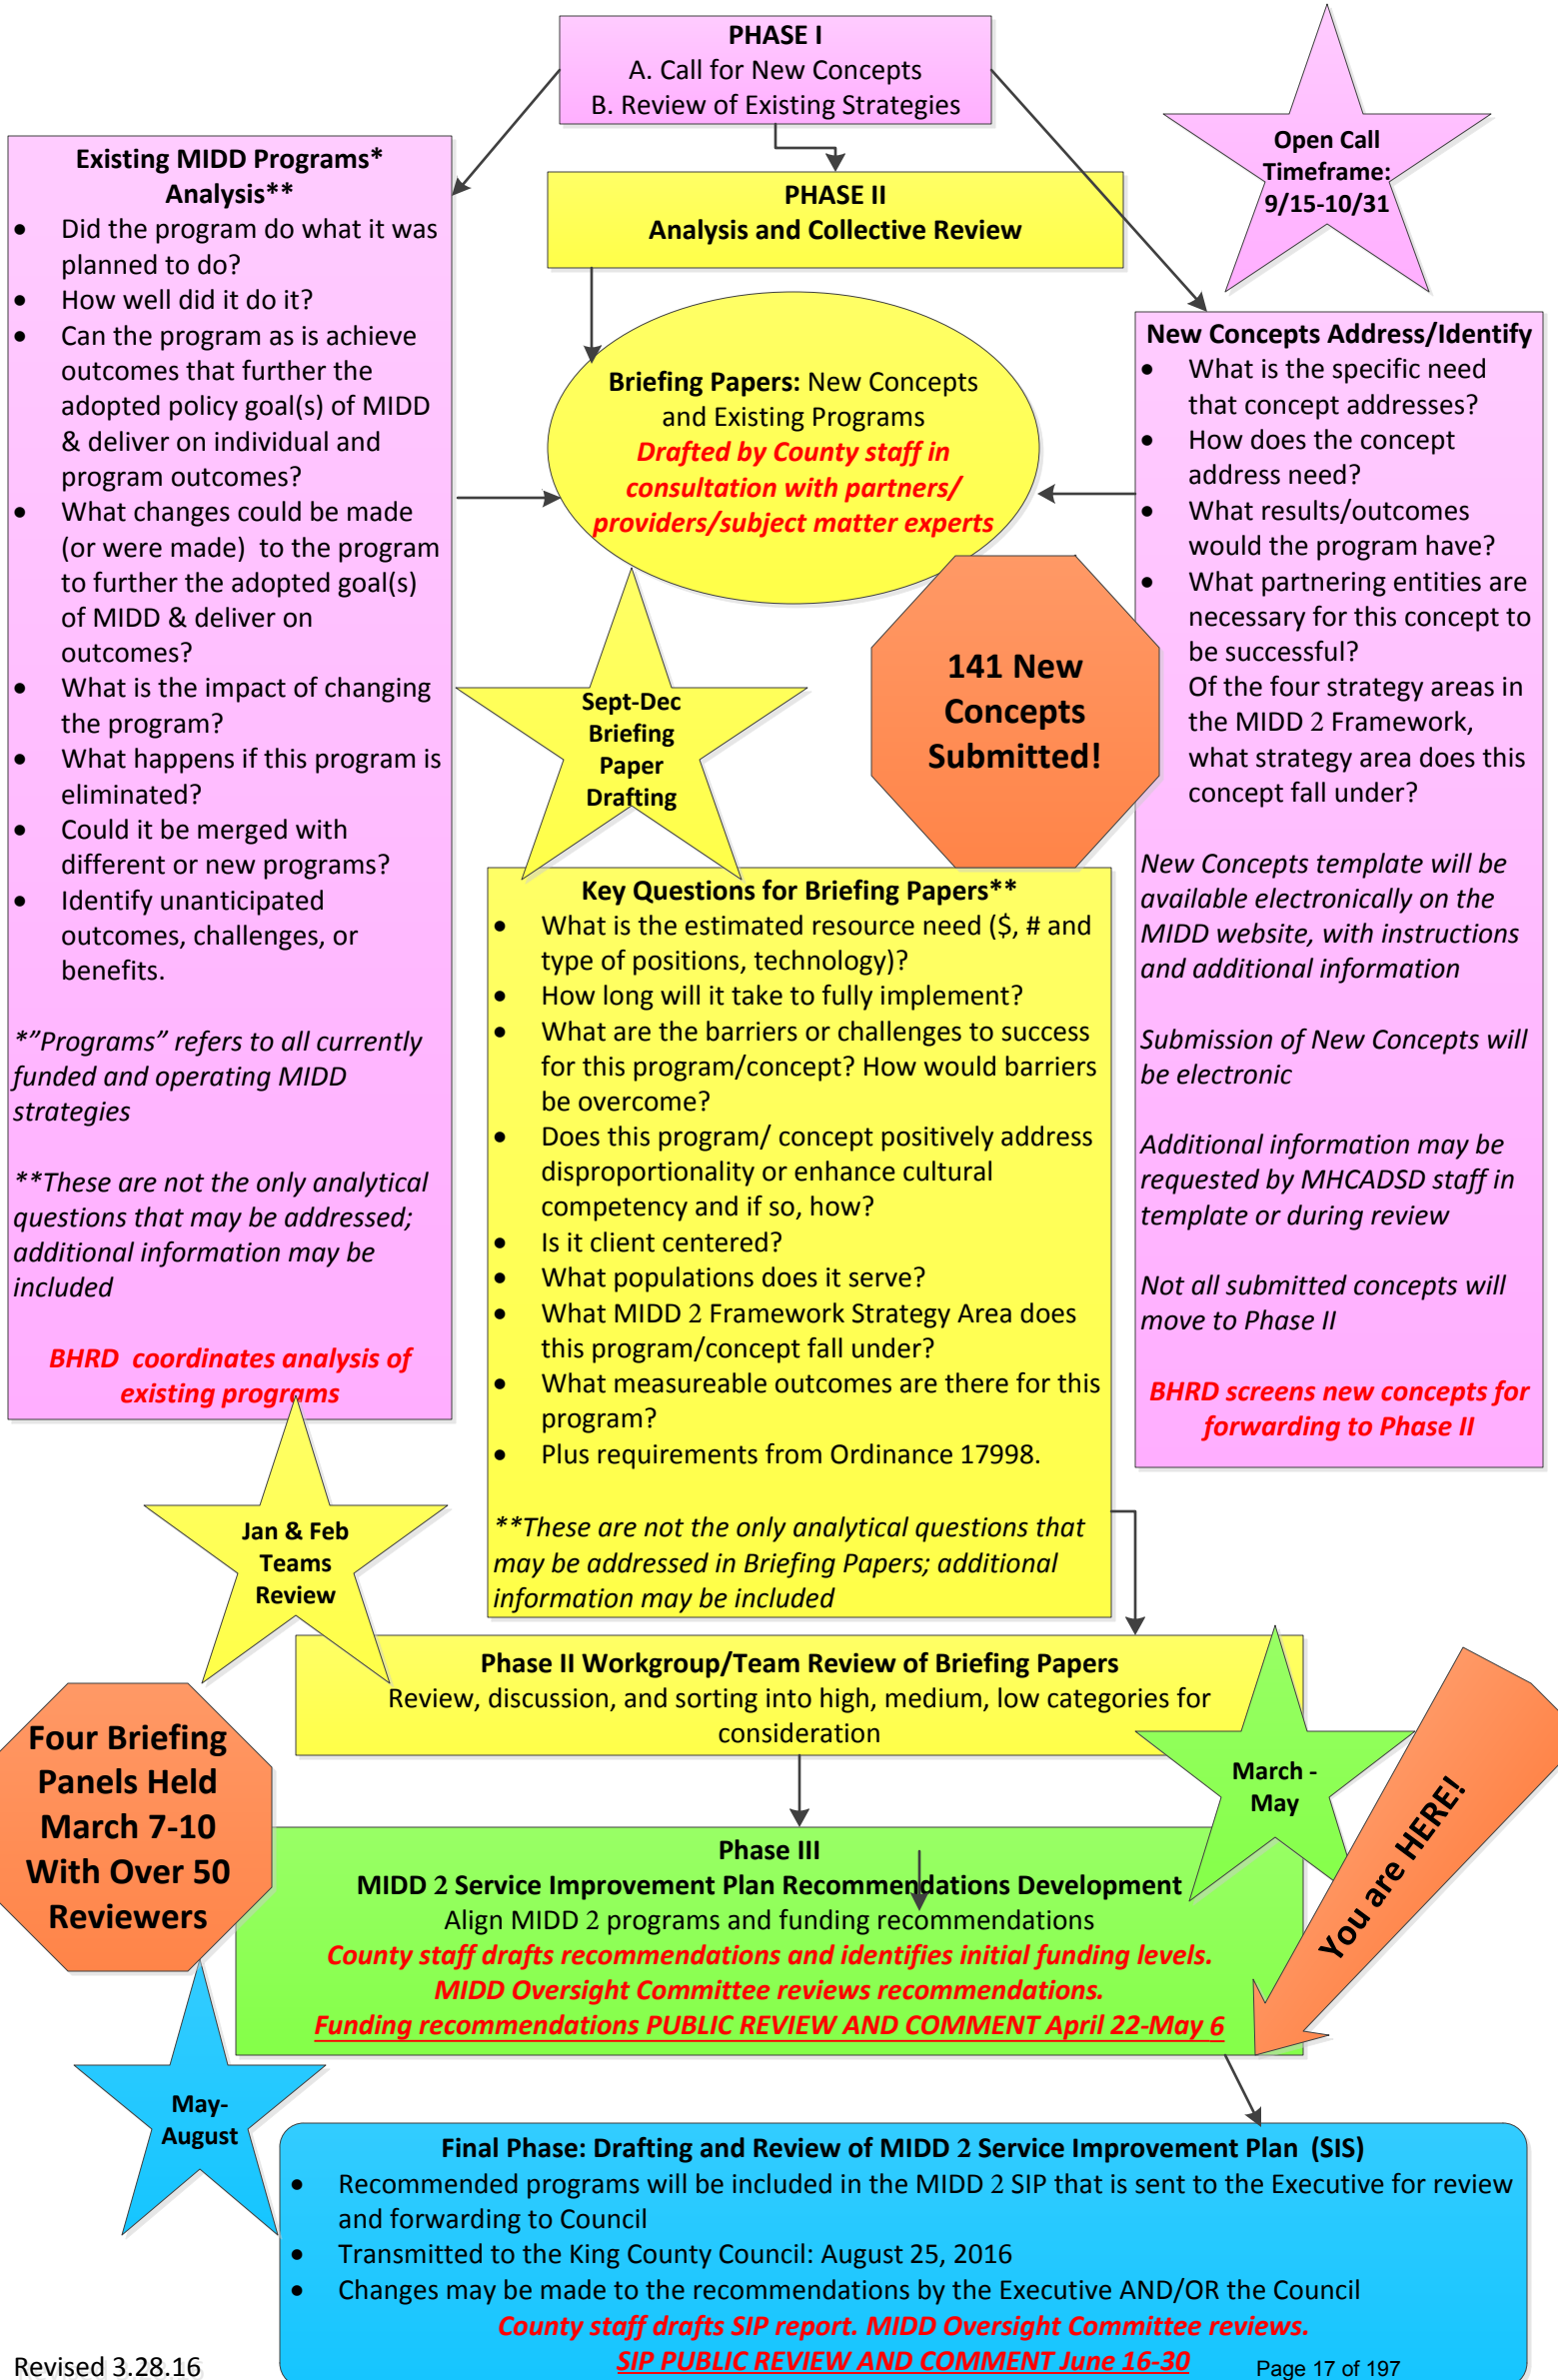 PHASE I
A. Call for New Concepts
B. Review of Existing Strategies
Open Call
Timeframe:
9/15-10/31
Existing MIDD Programs*
Analysis**
• Did the program do what it was
planned to do?
• How well did it do it?
• Can the program as is achieve
outcomes that further the
adopted policy goal(s) of MIDD
& deliver on individual and
program outcomes?
• What changes could be made
(or were made) to the program
to further the adopted goal(s)
of MIDD & deliver on
outcomes?
• What is the impact of changing
the program?
• What happens if this program is
eliminated?
• Could it be merged with
different or new programs?
• Identify unanticipated
outcomes, challenges, or
benefits.
*”Programs” refers to all currently
funded and operating MIDD
strategies
**These are not the only analytical
questions that may be addressed;
additional information may be
included
BHRD coordinates analysis of
existing programs
PHASE II
Analysis and Collective Review
Briefing Papers: New Concepts
and Existing Programs
Drafted by County staff in
consultation with partners/
providers/subject matter experts
New Concepts Address/Identify
• What is the specific need
that concept addresses?
• How does the concept
address need?
• What results/outcomes
would the program have?
• What partnering entities are
necessary for this concept to
be successful?
Of the four strategy areas in
the MIDD 2 Framework,
what strategy area does this
concept fall under?
New Concepts template will be
available electronically on the
MIDD website, with instructions
and additional information
Submission of New Concepts will
be electronic
Additional information may be
requested by MHCADSD staff in
template or during review
Not all submitted concepts will
move to Phase II
BHRD screens new concepts for
forwarding to Phase II
141 New
Concepts
Submitted!
Sept-Dec
Briefing
Paper
Drafting
Key Questions for Briefing Papers**
• What is the estimated resource need ($, # and
type of positions, technology)?
• How long will it take to fully implement?
• What are the barriers or challenges to success
for this program/concept? How would barriers
be overcome?
• Does this program/ concept positively address
disproportionality or enhance cultural
competency and if so, how?
• Is it client centered?
• What populations does it serve?
• What MIDD 2 Framework Strategy Area does
this program/concept fall under?
• What measureable outcomes are there for this
program?
• Plus requirements from Ordinance 17998.
**These are not the only analytical questions that
may be addressed in Briefing Papers; additional
information may be included
Jan & Feb
Teams
Review
Phase II Workgroup/Team Review of Briefing Papers
Review, discussion, and sorting into high, medium, low categories for
consideration
Four Briefing
Panels Held
March 7-10
With Over 50
Reviewers
March -
May
You are HERE!
Phase III
MIDD 2 Service Improvement Plan Recommendations Development
Align MIDD 2 programs and funding recommendations
County staff drafts recommendations and identifies initial funding levels.
MIDD Oversight Committee reviews recommendations.
Funding recommendations PUBLIC REVIEW AND COMMENT April 22-May 6
May-
August
Final Phase: Drafting and Review of MIDD 2 Service Improvement Plan (SIS)
• Recommended programs will be included in the MIDD 2 SIP that is sent to the Executive for review
and forwarding to Council
• Transmitted to the King County Council: August 25, 2016
• Changes may be made to the recommendations by the Executive AND/OR the Council
County staff drafts SIP report. MIDD Oversight Committee reviews.
SIP PUBLIC REVIEW AND COMMENT June 16-30
Revised 3.28.16
Page 17 of 197